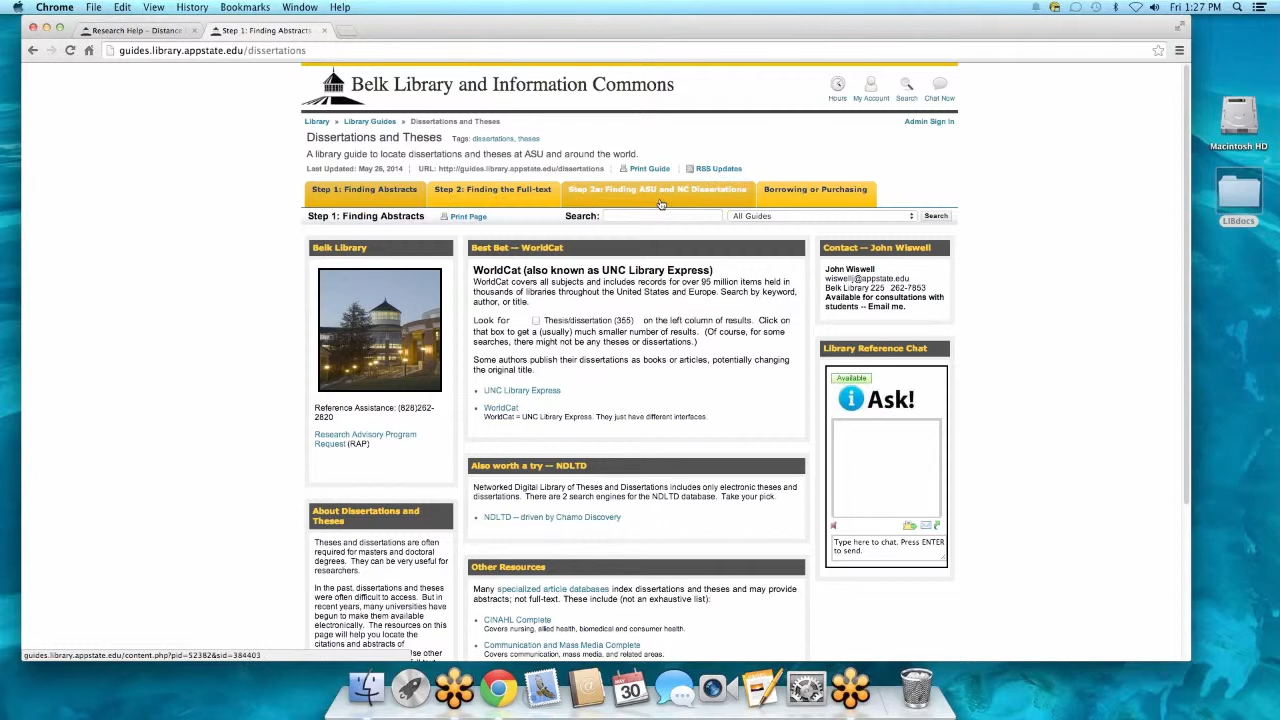 Chrome File Edit View History Bookmarks Window Help Fri 1:27 PM
Research Help – Distance × Step 1: Finding Abstracts ×
guides.library.appstate.edu/dissertations
Belk Library and Information Commons
Hours My Account Search Chat Now
Library » Library Guides » Dissertations and Theses Admin Sign In
Dissertations and Theses Tags: dissertations, theses
A library guide to locate dissertations and theses at ASU and around the world.
Last Updated: May 26, 2014 | URL: http://guides.library.appstate.edu/dissertations | Print Guide | RSS Updates
Step 1: Finding Abstracts Step 2: Finding the Full-text Step 2a: Finding ASU and NC Dissertations Borrowing or Purchasing
Step 1: Finding Abstracts Print Page Search: All Guides Search
Belk Library
Reference Assistance: (828)262-
2820
Research Advisory Program
Request (RAP)
About Dissertations and
Theses
Theses and dissertations are often
required for masters and doctoral
degrees. They can be very useful for
researchers.
In the past, dissertations and theses
were often difficult to access. But in
recent years, many universities have
begun to make them available
electronically. The resources on
this page will help you locate the
citations and abstracts of
Best Bet -- WorldCat
WorldCat (also known as UNC Library Express)
WorldCat covers all subjects and includes records for over 95 million items held in
thousands of libraries throughout the United States and Europe. Search by keyword,
author, or title.
Look for Thesis/dissertation (355) on the left column of results. Click on
that box to get a (usually) much smaller number of results. (Of course, for some
searches, there might not be any theses or dissertations.)
Some authors publish their dissertations as books or articles, potentially changing
the original title.
UNC Library Express
WorldCat
WorldCat = UNC Library Express. They just have different interfaces.
Also worth a try -- NDLTD
Networked Digital Library of Theses and Dissertations includes only electronic theses and
dissertations. There are 2 search engines for the NDLTD database. Take your pick.
NDLTD -- driven by Chamo Discovery
Other Resources
Many specialized article databases index dissertations and theses and may provide
abstracts; not full-text. These include (not an exhaustive list):
CINAHL Complete
Covers nursing, allied health, biomedical and consumer health.
Communication and Mass Media Complete
Covers communication, mass media, and related areas.
Contact -- John Wiswell
John Wiswell
wiswellj@appstate.edu
Belk Library 225 262-7853
Available for consultations with
students -- Email me.
Library Reference Chat
Available
i Ask!
Type here to chat. Press ENTER
to send.
guides.library.appstate.edu/content.php?pid=52382&sid=384403
Macintosh HD
LIBdocs
MAY
30